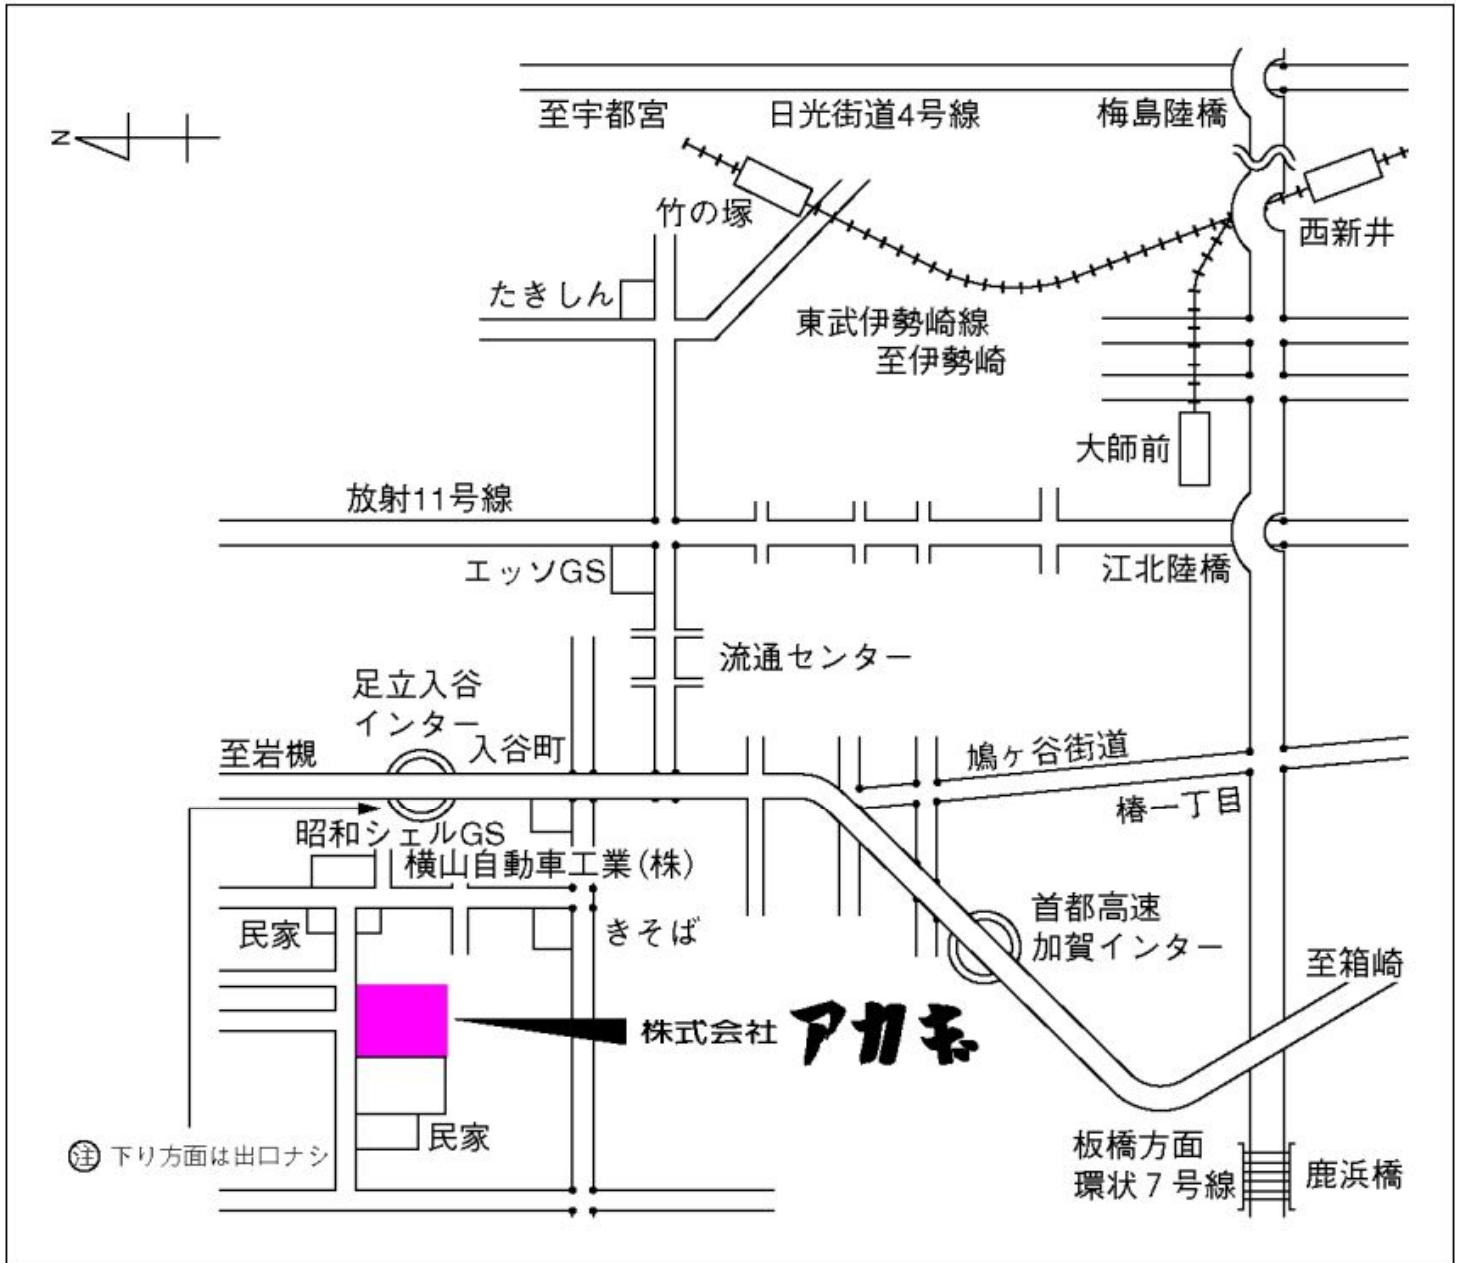 N
至宇都宮
日光街道4号線
梅島陸橋
竹の塚
西新井
たきしん
東武伊勢崎線
至伊勢崎
大師前
放射11号線
エッソGS
江北陸橋
流通センター
足立入谷
インター
至岩槻
入谷町
鳩ヶ谷街道
椿一丁目
昭和シェルGS
横山自動車工業(株)
民家
きそば
首都高速
加賀インター
至箱崎
株式会社 アカギ
民家
注 下り方面は出口ナシ
板橋方面
環状7号線
鹿浜橋